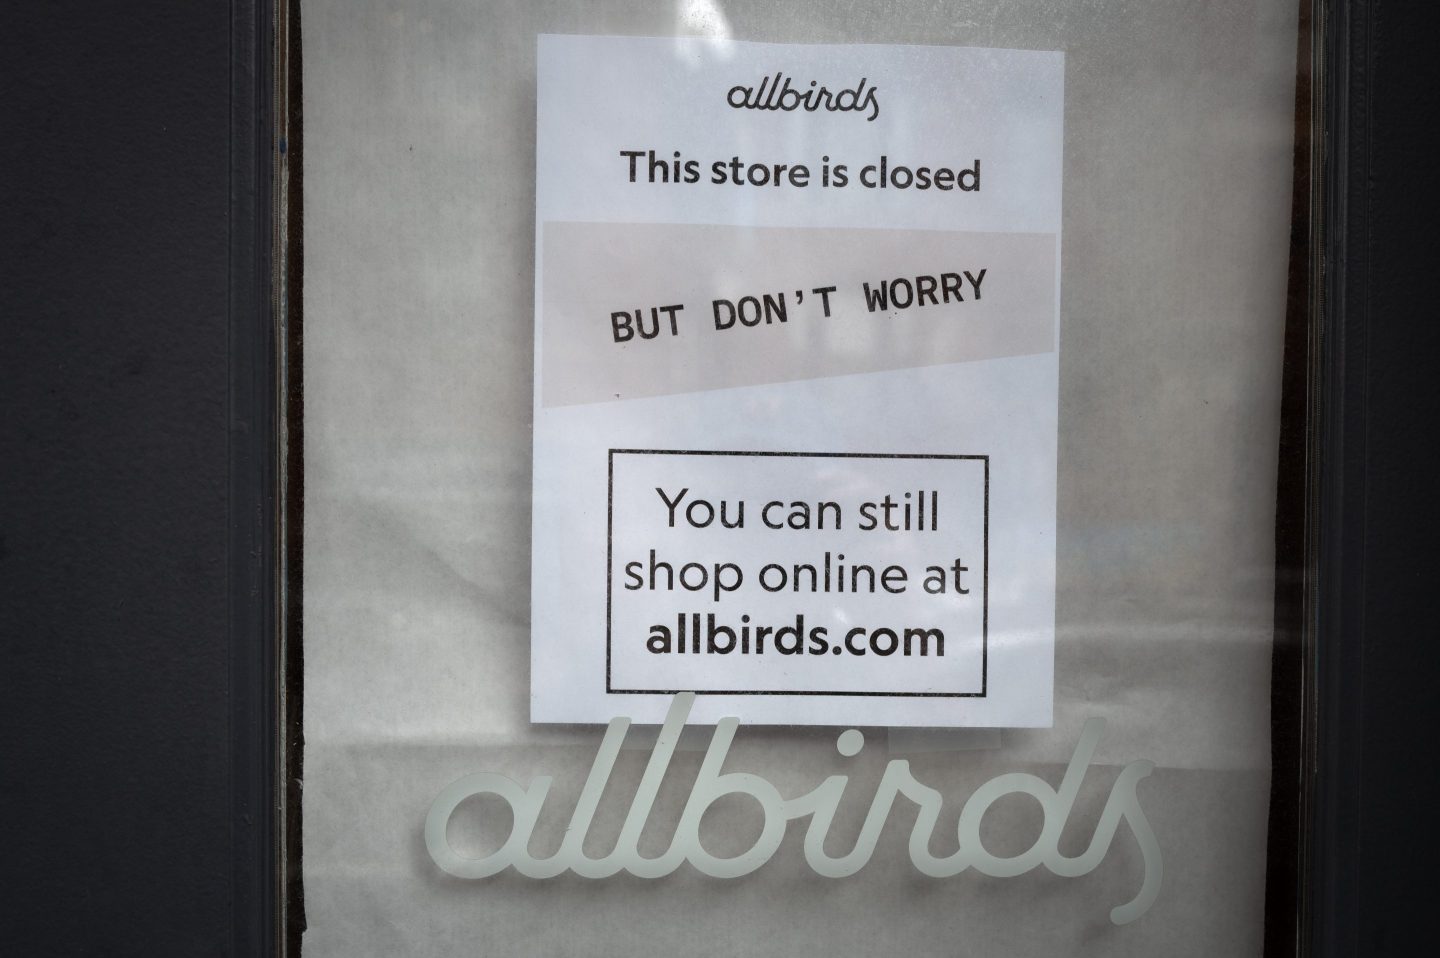 allbirds
This store is closed
BUT DON'T WORRY
You can still
shop online at
allbirds.com
allbirds